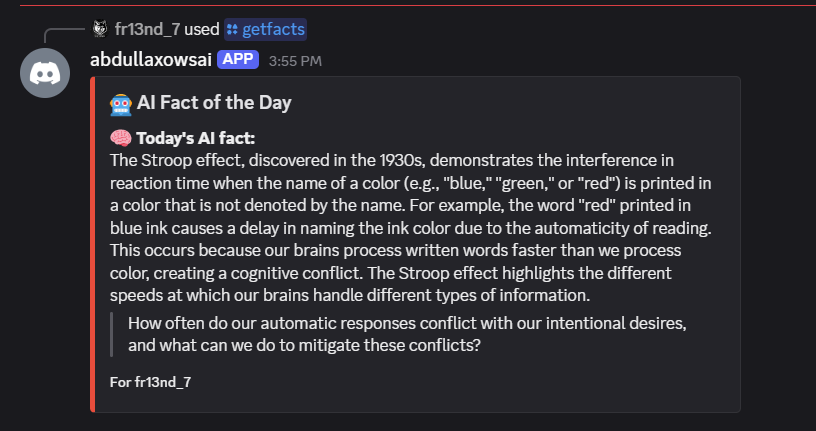 fr13nd_7 used getfacts
abdullaxowsai APP 3:55 PM
AI Fact of the Day
Today's AI fact:
The Stroop effect, discovered in the 1930s, demonstrates the interference in
reaction time when the name of a color (e.g., "blue," "green," or "red") is printed in
a color that is not denoted by the name. For example, the word "red" printed in
blue ink causes a delay in naming the ink color due to the automaticity of reading.
This occurs because our brains process written words faster than we process
color, creating a cognitive conflict. The Stroop effect highlights the different
speeds at which our brains handle different types of information.
How often do our automatic responses conflict with our intentional desires,
and what can we do to mitigate these conflicts?
For fr13nd_7